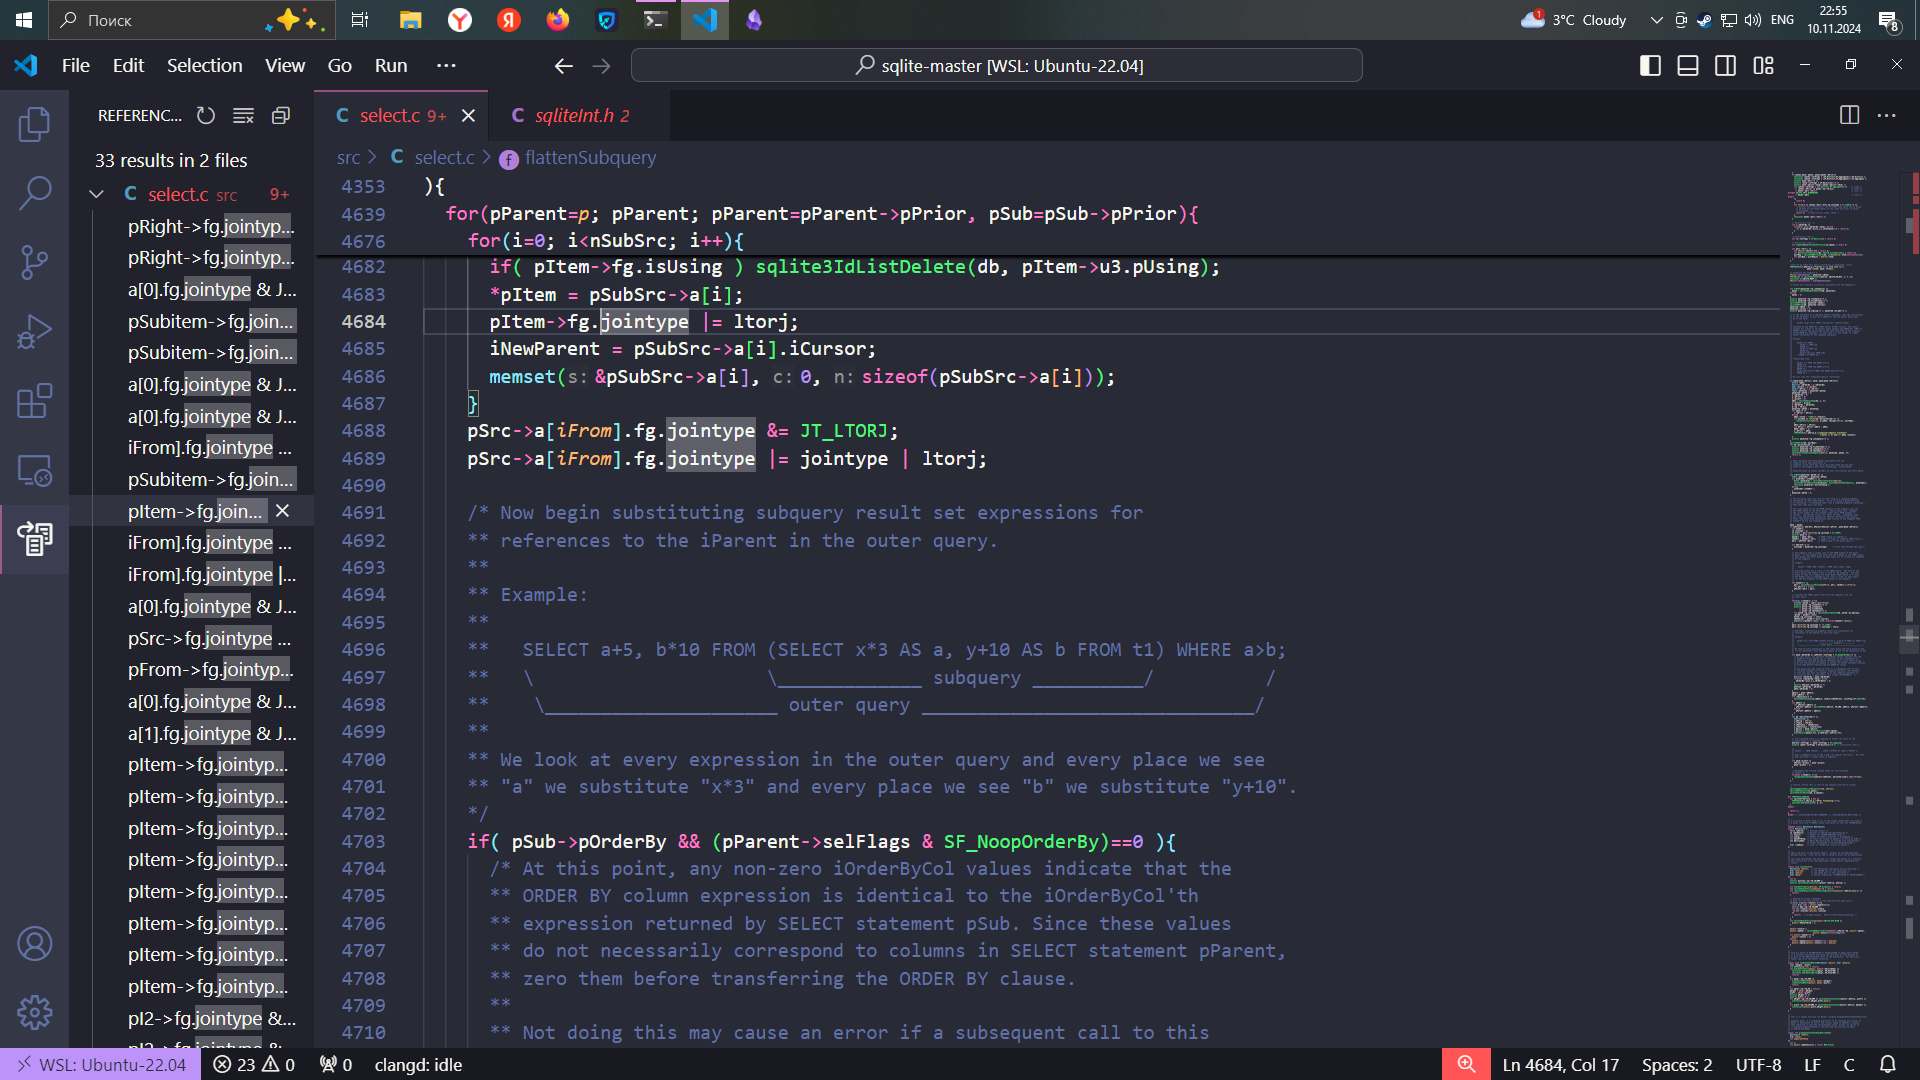 Поиск
3°C Cloudy
ENG
22:55
10.11.2024
8
File Edit Selection View Go Run ···
sqlite-master [WSL: Ubuntu-22.04]
REFERENC...
C select.c 9+
C sqliteInt.h 2
src > C select.c > f flattenSubquery
33 results in 2 files
C select.c src 9+
pRight->fg.jointyp...
pRight->fg.jointyp...
a[0].fg.jointype & J...
pSubitem->fg.join...
pSubitem->fg.join...
a[0].fg.jointype & J...
a[0].fg.jointype & J...
iFrom].fg.jointype ...
pSubitem->fg.join...
pItem->fg.join...
iFrom].fg.jointype ...
iFrom].fg.jointype |...
a[0].fg.jointype & J...
pSrc->fg.jointype ...
pFrom->fg.jointyp...
a[0].fg.jointype & J...
a[1].fg.jointype & J...
pItem->fg.jointyp...
pItem->fg.jointyp...
pItem->fg.jointyp...
pItem->fg.jointyp...
pItem->fg.jointyp...
pItem->fg.jointyp...
pItem->fg.jointyp...
pItem->fg.jointyp...
pI2->fg.jointype &...
4353 ){
4639 for(pParent=p; pParent; pParent=pParent->pPrior, pSub=pSub->pPrior){
4676 for(i=0; i<nSubSrc; i++){
4682 if( pItem->fg.isUsing ) sqlite3IdListDelete(db, pItem->u3.pUsing);
4683 *pItem = pSubSrc->a[i];
4684 pItem->fg.jointype |= ltorj;
4685 iNewParent = pSubSrc->a[i].iCursor;
4686 memset(s: &pSubSrc->a[i], c: 0, n: sizeof(pSubSrc->a[i]));
4687 }
4688 pSrc->a[iFrom].fg.jointype &= JT_LTORJ;
4689 pSrc->a[iFrom].fg.jointype |= jointype | ltorj;
4690
4691 /* Now begin substituting subquery result set expressions for
4692 ** references to the iParent in the outer query.
4693 **
4694 ** Example:
4695 **
4696 ** SELECT a+5, b*10 FROM (SELECT x*3 AS a, y+10 AS b FROM t1) WHERE a>b;
4697 ** \ \_____________ subquery __________/ /
4698 ** \_____________________ outer query ______________________________/
4699 **
4700 ** We look at every expression in the outer query and every place we see
4701 ** "a" we substitute "x*3" and every place we see "b" we substitute "y+10".
4702 */
4703 if( pSub->pOrderBy && (pParent->selFlags & SF_NoopOrderBy)==0 ){
4704 /* At this point, any non-zero iOrderByCol values indicate that the
4705 ** ORDER BY column expression is identical to the iOrderByCol'th
4706 ** expression returned by SELECT statement pSub. Since these values
4707 ** do not necessarily correspond to columns in SELECT statement pParent,
4708 ** zero them before transferring the ORDER BY clause.
4709 **
4710 ** Not doing this may cause an error if a subsequent call to this
WSL: Ubuntu-22.04 23 0 0 clangd: idle
Ln 4684, Col 17 Spaces: 2 UTF-8 LF C